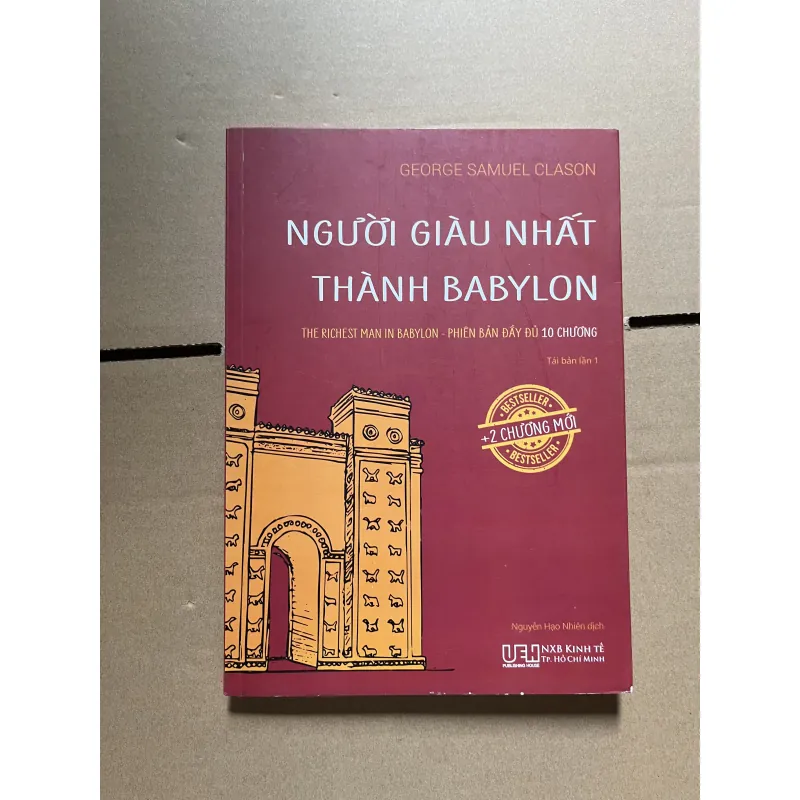 GEORGE SAMUEL CLASON
NGƯỜI GIÀU NHẤT
THÀNH BABYLON
THE RICHEST MAN IN BABYLON - PHIÊN BẢN ĐẦY ĐỦ 10 CHƯƠNG
Tái bản lần 1
BESTSELLER
+2 CHƯƠNG MỚI
BESTSELLER
Nguyễn Hạo Nhiên dịch
UEH NXB KINH TẾ
PUBLISHING HOUSE TP. HỒ CHÍ MINH